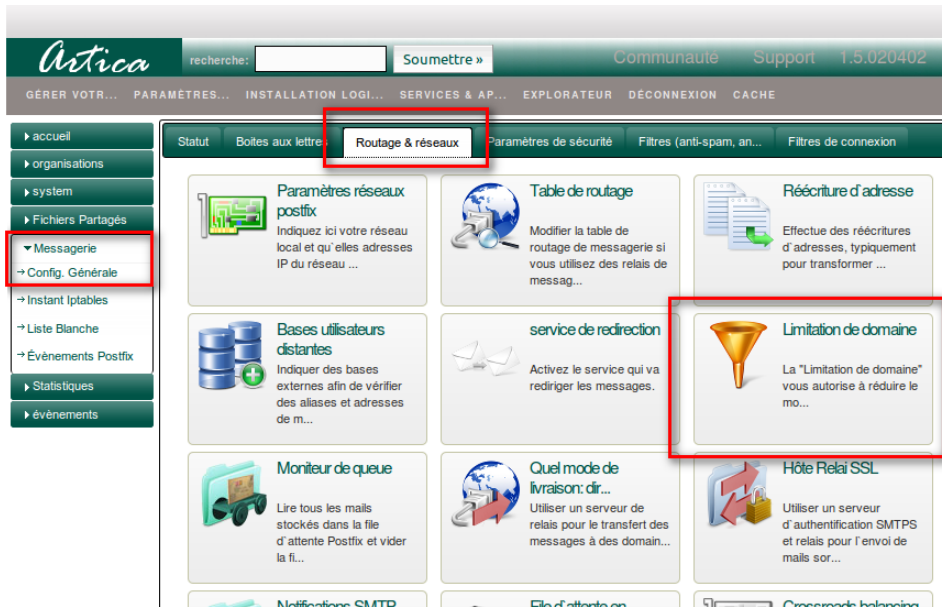 Artica
recherche:
Soumettre »
Communauté Support 1.5.020402
GÉRER VOTR... PARAMÈTRES... INSTALLATION LOGI... SERVICES & AP... EXPLORATEUR DÉCONNEXION CACHE
accueil
organisations
system
Fichiers Partagés
Messagerie
Config. Générale
Instant Iptables
Liste Blanche
Évènements Postfix
Statistiques
évènements
Statut Boites aux lettres Routage & réseaux Paramètres de sécurité Filtres (anti-spam, an... Filtres de connexion
Paramètres réseaux
postfix
Indiquez ici votre réseau
local et qu`elles adresses
IP du réseau ...
Table de routage
Modifier la table de
routage de messagerie si
vous utilisez des relais de
messag...
Réécriture d`adresse
Effectue des réécritures
d`adresses, typiquement
pour transformer ...
Bases utilisateurs
distantes
Indiquer des bases
externes afin de vérifier
des aliases et adresses
de m...
service de redirection
Activez le service qui va
rediriger les messages.
Limitation de domaine
La "Limitation de domaine"
vous autorise à réduire le
mo...
Moniteur de queue
Lire tous les mails
stockés dans la file
d`attente Postfix et vider
la fi...
Quel mode de
livraison: dir...
Utiliser un serveur de
relais pour le transfert des
messages à des domain...
Hôte Relai SSL
Utiliser un serveur
d`authentification SMTPS
et relais pour l`envoi de
mails sor...
Notifications SMTP
File d`attente en
Crossroads balancing